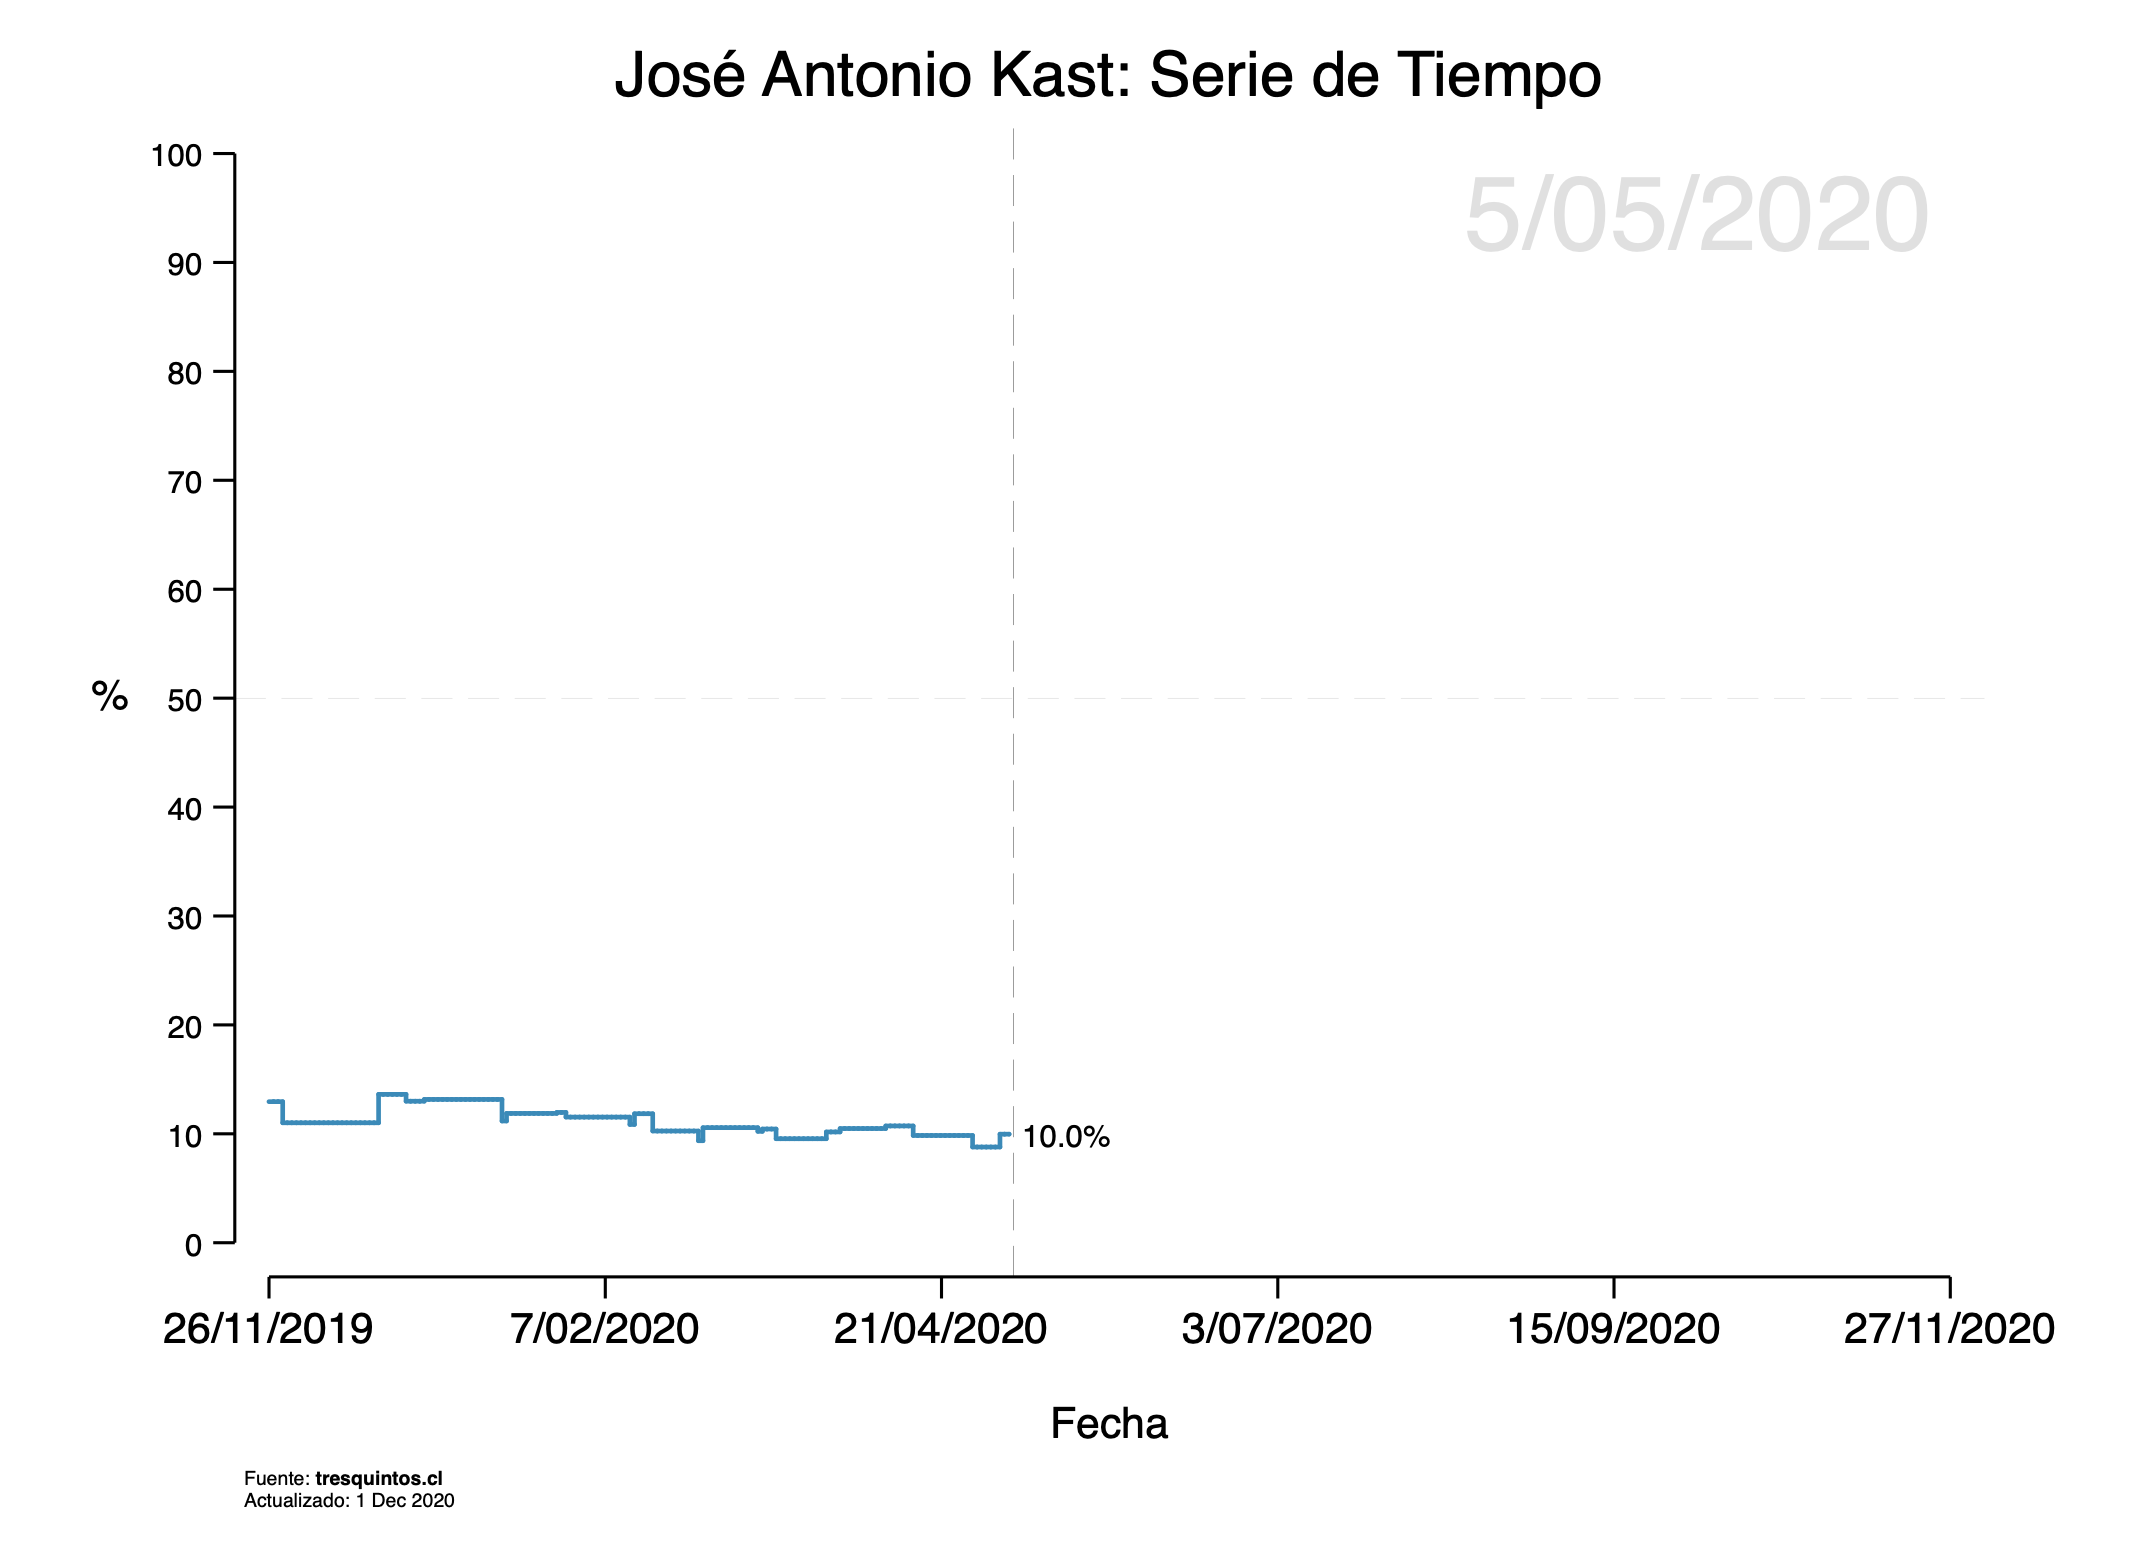 José Antonio Kast: Serie de Tiempo
5/05/2020
100
90
80
70
60
50
40
30
20
10
0
%
10.0%
26/11/2019 7/02/2020 21/04/2020 3/07/2020 15/09/2020 27/11/2020
Fecha
Fuente: tresquintos.cl
Actualizado: 1 Dec 2020